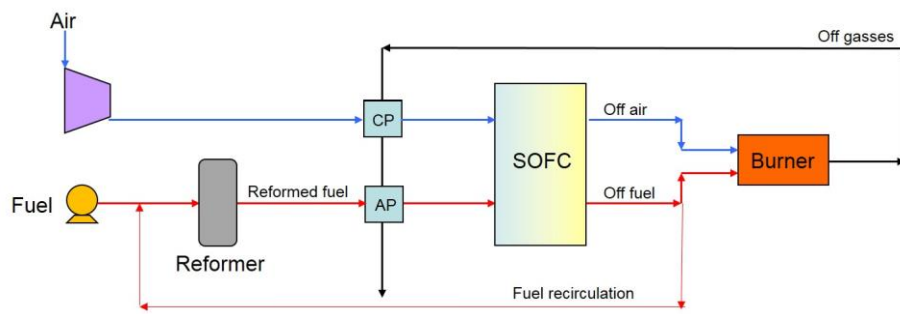 Air
Off gasses
CP
Off air
SOFC
Burner
Fuel
Reformed fuel
AP
Off fuel
Reformer
Fuel recirculation